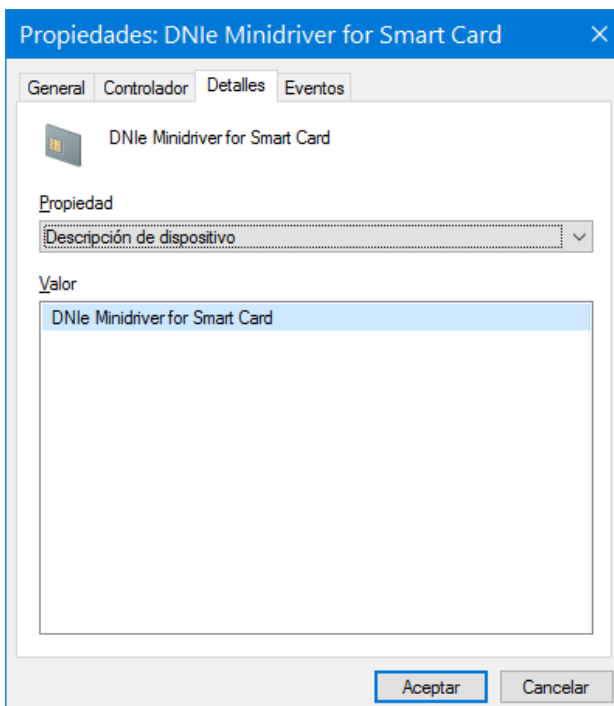 Propiedades: DNIe Minidriver for Smart Card
General Controlador Detalles Eventos
DNIe Minidriver for Smart Card
Propiedad
Descripción de dispositivo
Valor
DNIe Minidriver for Smart Card
Aceptar Cancelar